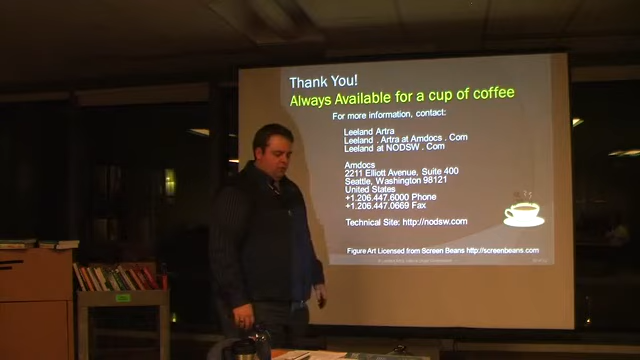 Thank You!
Always Available for a cup of coffee
For more information, contact:
Leeland Artra
Leeland . Artra at Amdocs . Com
Leeland at NODSW . Com
Amdocs
2211 Elliott Avenue, Suite 400
Seattle, Washington 98121
United States
+1.206.447.6000 Phone
+1.206.447.0669 Fax
Technical Site: http://nodsw.com
Figure Art Licensed from Screen Beans http://screenbeans.com